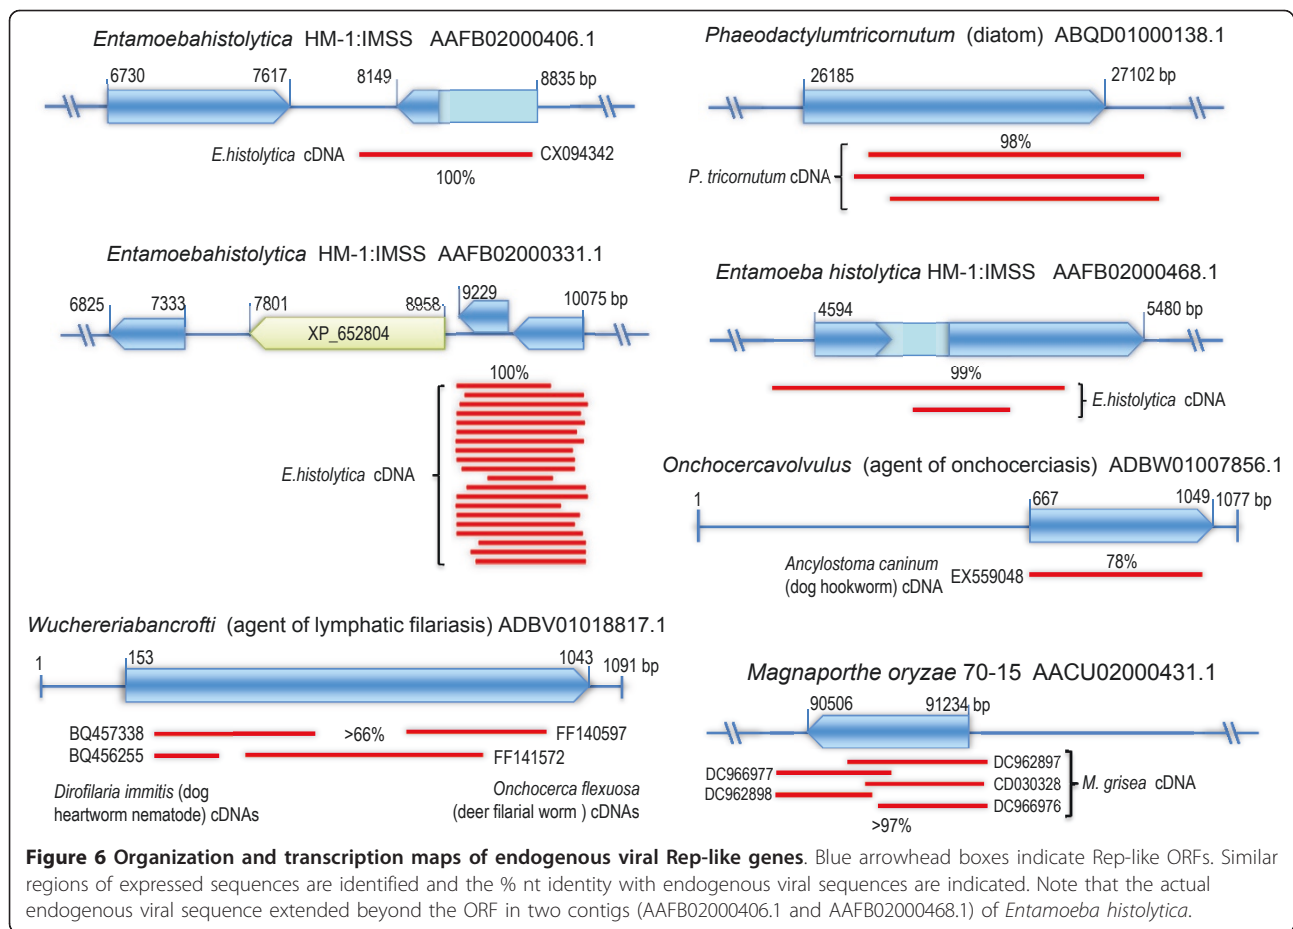 Entamoebahistolytica HM-1:IMSS AAFB02000406.1
6730 7617 8149 8835 bp
E.histolytica cDNA CX094342
100%
Phaeodactylumtricornutum (diatom) ABQD01000138.1
26185 27102 bp
98%
P. tricornutum cDNA
Entamoebahistolytica HM-1:IMSS AAFB02000331.1
6825 7333 7801 8958 9229 10075 bp
XP_652804
100%
E.histolytica cDNA
Entamoeba histolytica HM-1:IMSS AAFB02000468.1
4594 5480 bp
99%
E.histolytica cDNA
Onchocercavolvulus (agent of onchocerciasis) ADBW01007856.1
1 667 1049 1077 bp
Ancylostoma caninum
(dog hookworm) cDNA
EX559048 78%
Wuchereriabancrofti (agent of lymphatic filariasis) ADBV01018817.1
1 153 1043 1091 bp
BQ457338 >66% FF140597
BQ456255 FF141572
Dirofilaria immitis (dog
heartworm nematode) cDNAs
Onchocerca flexuosa
(deer filarial worm ) cDNAs
Magnaporthe oryzae 70-15 AACU02000431.1
90506 91234 bp
DC962897
DC966977
CD030328
DC962898
DC966976
M. grisea cDNA
>97%
Figure 6 Organization and transcription maps of endogenous viral Rep-like genes. Blue arrowhead boxes indicate Rep-like ORFs. Similar
regions of expressed sequences are identified and the % nt identity with endogenous viral sequences are indicated. Note that the actual
endogenous viral sequence extended beyond the ORF in two contigs (AAFB02000406.1 and AAFB02000468.1) of Entamoeba histolytica.